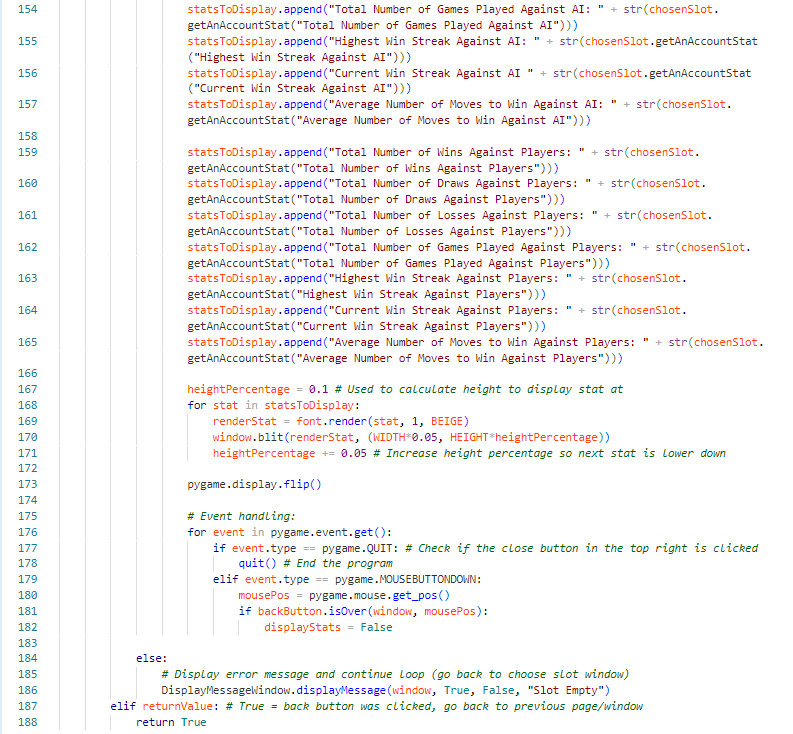 154 statsToDisplay.append("Total Number of Games Played Against AI: " + str(chosenSlot.
getAnAccountStat("Total Number of Games Played Against AI")))
155 statsToDisplay.append("Highest Win Streak Against AI: " + str(chosenSlot.getAnAccountStat
("Highest Win Streak Against AI")))
156 statsToDisplay.append("Current Win Streak Against AI " + str(chosenSlot.getAnAccountStat
("Current Win Streak Against AI")))
157 statsToDisplay.append("Average Number of Moves to Win Against AI: " + str(chosenSlot.
getAnAccountStat("Average Number of Moves to Win Against AI")))
158
159 statsToDisplay.append("Total Number of Wins Against Players: " + str(chosenSlot.
getAnAccountStat("Total Number of Wins Against Players")))
160 statsToDisplay.append("Total Number of Draws Against Players: " + str(chosenSlot.
getAnAccountStat("Total Number of Draws Against Players")))
161 statsToDisplay.append("Total Number of Losses Against Players: " + str(chosenSlot.
getAnAccountStat("Total Number of Losses Against Players")))
162 statsToDisplay.append("Total Number of Games Played Against Players: " + str(chosenSlot.
getAnAccountStat("Total Number of Games Played Against Players")))
163 statsToDisplay.append("Highest Win Streak Against Players: " + str(chosenSlot.
getAnAccountStat("Highest Win Streak Against Players")))
164 statsToDisplay.append("Current Win Streak Against Players: " + str(chosenSlot.
getAnAccountStat("Current Win Streak Against Players")))
165 statsToDisplay.append("Average Number of Moves to Win Against Players: " + str(chosenSlot.
getAnAccountStat("Average Number of Moves to Win Against Players")))
166
167 heightPercentage = 0.1 # Used to calculate height to display stat at
168 for stat in statsToDisplay:
169 renderStat = font.render(stat, 1, BEIGE)
170 window.blit(renderStat, (WIDTH*0.05, HEIGHT*heightPercentage))
171 heightPercentage += 0.05 # Increase height percentage so next stat is lower down
172
173 pygame.display.flip()
174
175 # Event handling:
176 for event in pygame.event.get():
177 if event.type == pygame.QUIT: # Check if the close button in the top right is clicked
178 quit() # End the program
179 elif event.type == pygame.MOUSEBUTTONDOWN:
180 mousePos = pygame.mouse.get_pos()
181 if backButton.isOver(window, mousePos):
182 displayStats = False
183
184 else:
185 # Display error message and continue loop (go back to choose slot window)
186 DisplayMessageWindow.displayMessage(window, True, False, "Slot Empty")
187 elif returnValue: # True = back button was clicked, go back to previous page/window
188 return True